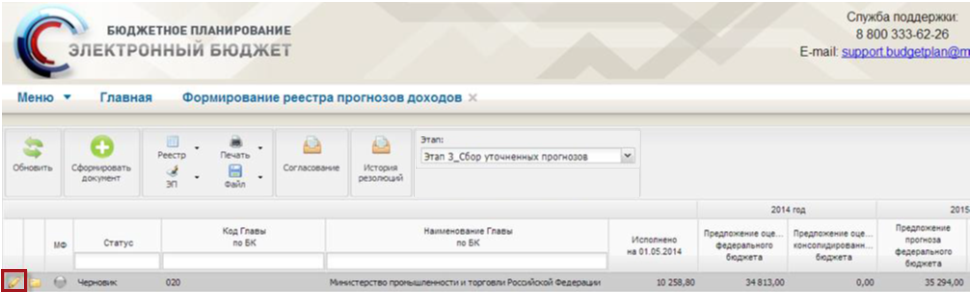 БЮДЖЕТНОЕ ПЛАНИРОВАНИЕ
ЭЛЕКТРОННЫЙ БЮДЖЕТ
Служба поддержки:
8 800 333-62-26
E-mail: support.budgetplan@m
Меню Главная Формирование реестра прогнозов доходов
Обновить
Сформировать
документ
Реестр
ЭП
Печать
Файл
Согласование
История
резолюций
Этап:
Этап 3_Сбор уточненных прогнозов
2014 год 2015
МФ
Статус
Код Главы
по БК
Наименование Главы
по БК
Исполнено
на 01.05.2014
Предложение оце...
федерального
бюджета
Предложение оце...
консолидированн...
бюджета
Предложение
прогноза
федерального
бюджета
Черновик 020 Министерство промышленности и торговли Российской Федерации 10 258,80 34 813,00 0,00 35 294,00